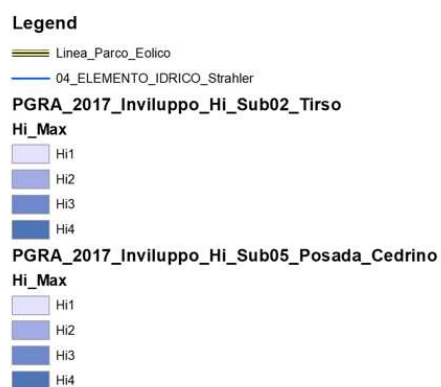 Legend
Linea_Parco_Eolico
04_ELEMENTO_IDRICO_Strahler
PGRA_2017_Inviluppo_Hi_Sub02_Tirso
Hi_Max
Hi1
Hi2
Hi3
Hi4
PGRA_2017_Inviluppo_Hi_Sub05_Posada_Cedrino
Hi_Max
Hi1
Hi2
Hi3
Hi4